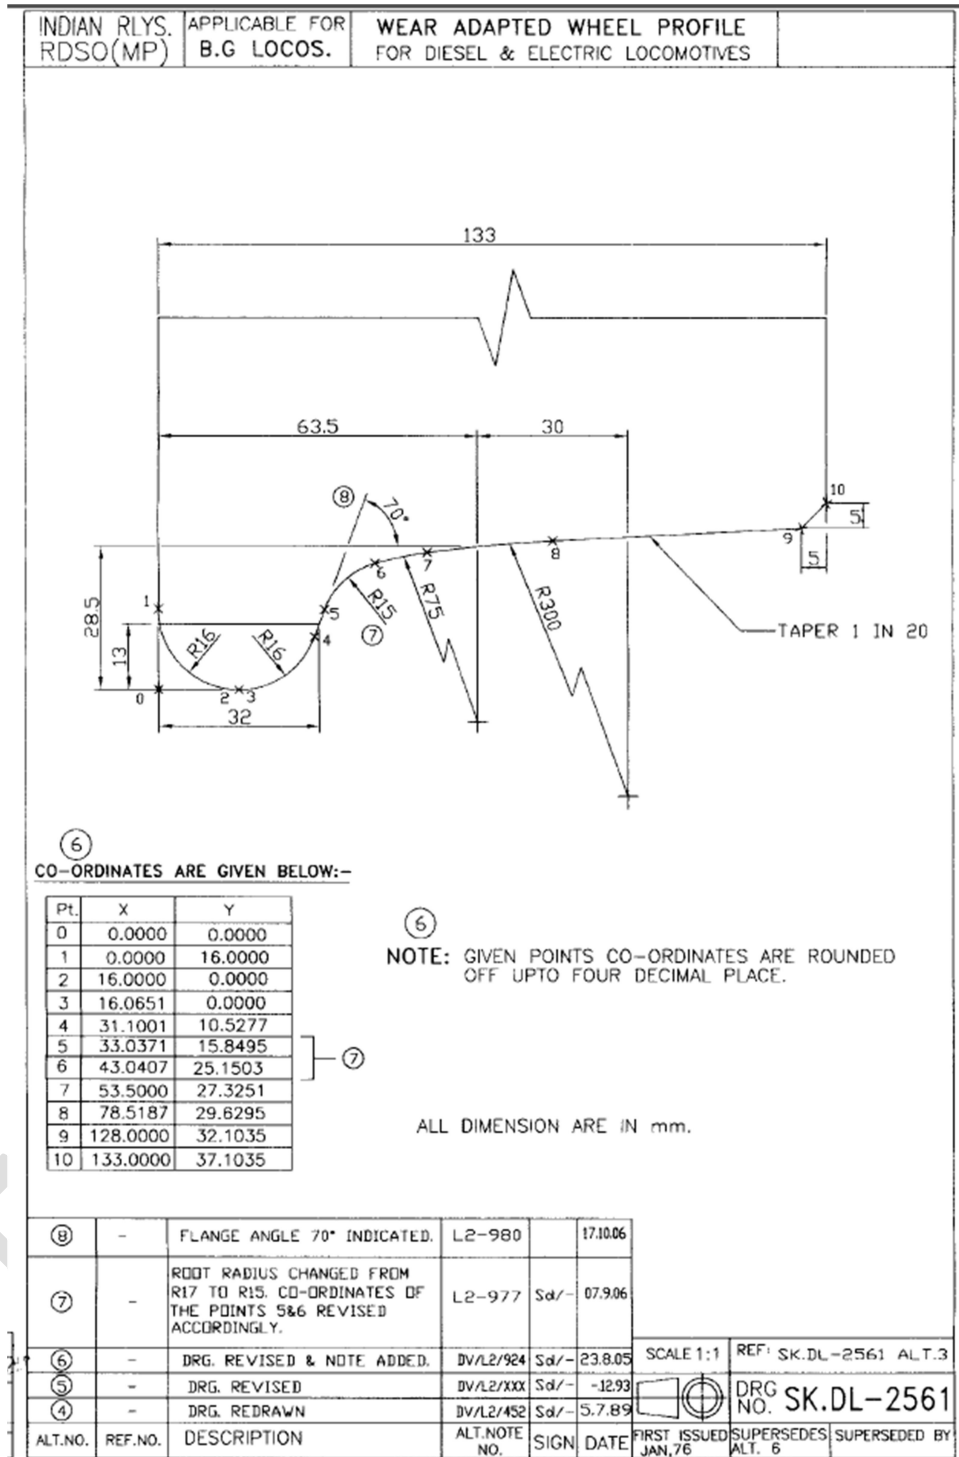 INDIAN RLYS.
RDSO(MP)
APPLICABLE FOR
B.G LOCOS.
WEAR ADAPTED WHEEL PROFILE
FOR DIESEL & ELECTRIC LOCOMOTIVES
133
63.5
30
⑧
70°
10
5
9
5
8
7
6
R15
⑦
R75
R300
TAPER 1 IN 20
28.5
1
5
4
13
R16
R16
0
2
3
32
⑥
CO-ORDINATES ARE GIVEN BELOW:-
Pt. X Y
0 0.0000 0.0000
1 0.0000 16.0000
2 16.0000 0.0000
3 16.0651 0.0000
4 31.1001 10.5277
5 33.0371 15.8495
6 43.0407 25.1503
7 53.5000 27.3251
8 78.5187 29.6295
9 128.0000 32.1035
10 133.0000 37.1035
⑦
⑥
NOTE: GIVEN POINTS CO-ORDINATES ARE ROUNDED
OFF UPTO FOUR DECIMAL PLACE.
ALL DIMENSION ARE IN mm.
⑧ - FLANGE ANGLE 70° INDICATED. L2-980 17.10.06
⑦ - ROOT RADIUS CHANGED FROM
R17 TO R15. CO-ORDINATES OF
THE POINTS 5&6 REVISED
ACCORDINGLY. L2-977 Sd/- 07.9.06
⑥ - DRG. REVISED & NOTE ADDED. DV/L2/924 Sd/- 23.8.05
⑤ - DRG. REVISED DV/L2/XXX Sd/- -.12.93
④ - DRG. REDRAWN DV/L2/452 Sd/- 5.7.89
ALT.NO. REF.NO. DESCRIPTION ALT.NOTE
NO. SIGN DATE
SCALE 1:1
REF: SK.DL-2561 ALT.3
DRG
NO. SK.DL-2561
FIRST ISSUED
JAN,76
SUPERSEDES
ALT. 6
SUPERSEDED BY